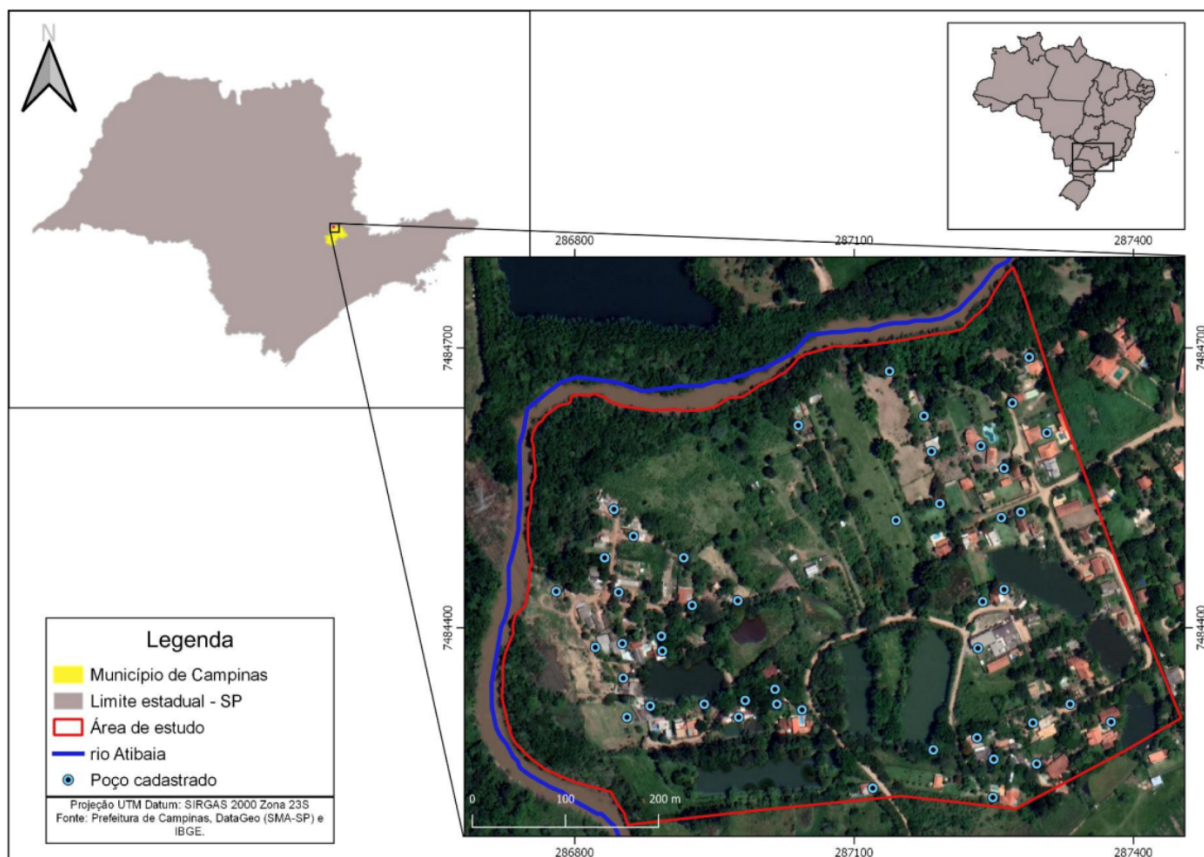 N
286800
287100
287400
7484700
7484700
7484400
7484400
0
100
200 m
286800
287100
287400
Legenda
Município de Campinas
Limite estadual - SP
Área de estudo
rio Atibaia
Poço cadastrado
Projeção UTM Datum: SIRGAS 2000 Zona 23S
Fonte: Prefeitura de Campinas, DataGeo (SMA-SP) e
IBGE.